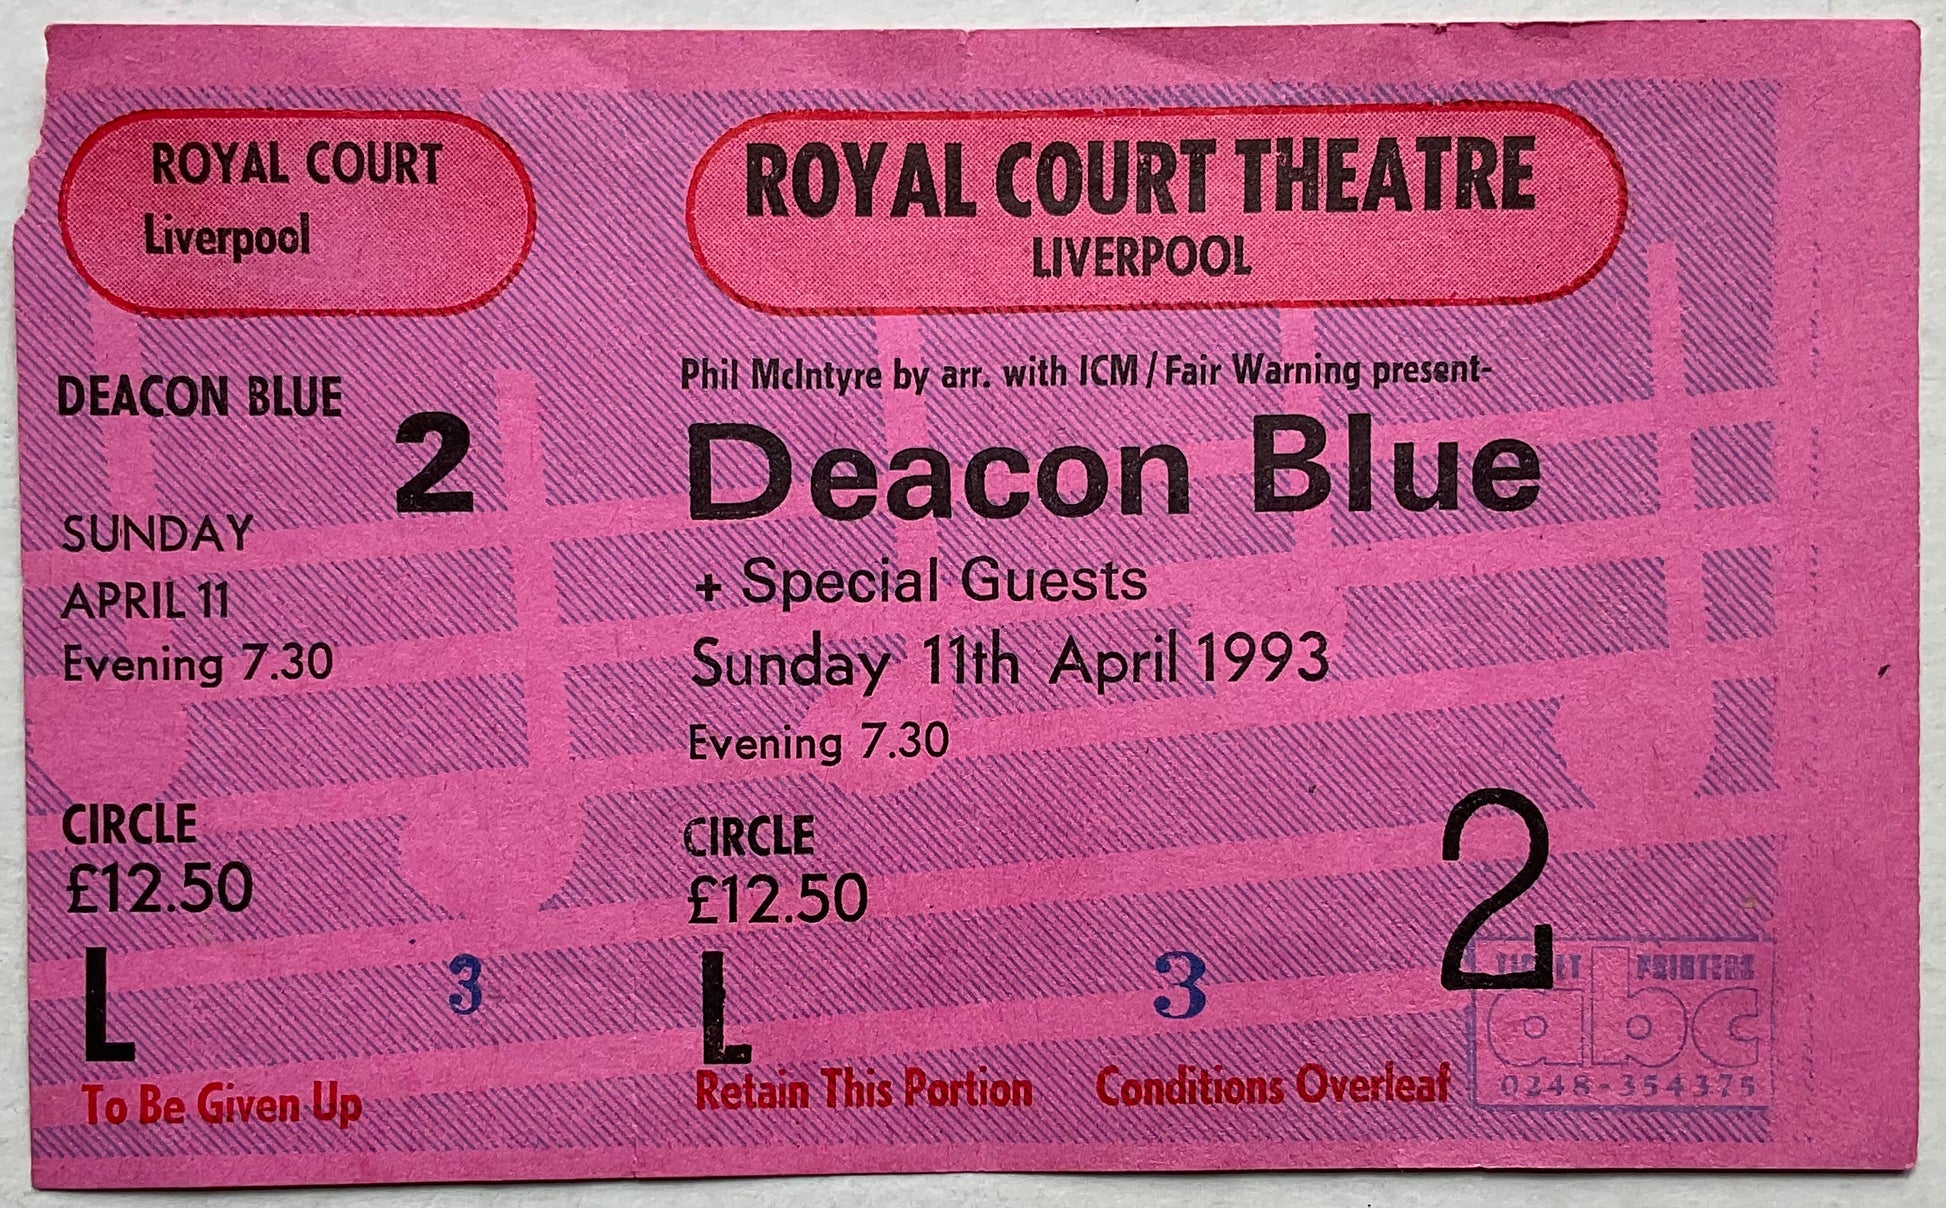 ROYAL COURT
Liverpool
DEACON BLUE
2
SUNDAY
APRIL 11
Evening 7.30
CIRCLE
£12.50
L 3
To Be Given Up
ROYAL COURT THEATRE
LIVERPOOL
Phil McIntyre by arr. with ICM / Fair Warning present-
Deacon Blue
+ Special Guests
Sunday 11th April 1993
Evening 7.30
CIRCLE
£12.50
2
L 3
Retain This Portion Conditions Overleaf
TICKET PRINTERS
abc
0248-354375